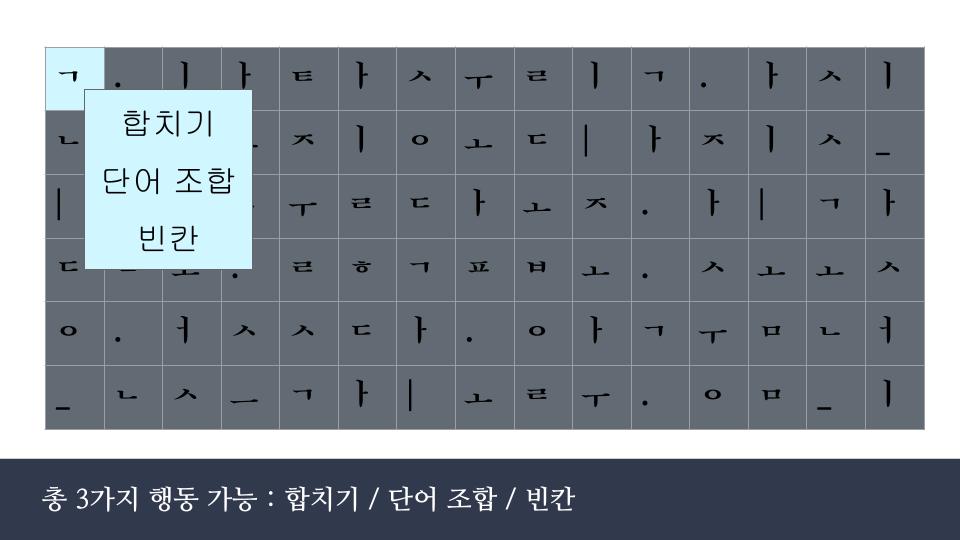 ㄱ . ㅣ ㅏ ㅌ ㅏ ㅅ ㅜ ㄹ ㅣ ㄱ . ㅏ ㅅ ㅣ
합치기
단어 조합
빈칸
ㄴ ㅈ ㅣ ㅇ ㅗ ㄷ | ㅏ ㅈ ㅣ ㅅ _
| ㅜ ㄹ ㄷ ㅏ ㅗ ㅈ . ㅏ | ㄱ ㅏ
ㄷ ㅗ . ㄹ ㅎ ㄱ ㅍ ㅂ ㅗ . ㅅ ㅗ ㅗ ㅅ
ㅇ . ㅓ ㅅ ㅅ ㄷ ㅏ . ㅇ ㅏ ㄱ ㅜ ㅁ ㄴ ㅓ
_ ㄴ ㅅ ㅡ ㄱ ㅏ | ㅗ ㄹ ㅜ . ㅇ ㅁ _ ㅣ
총 3가지 행동 가능 : 합치기 / 단어 조합 / 빈칸